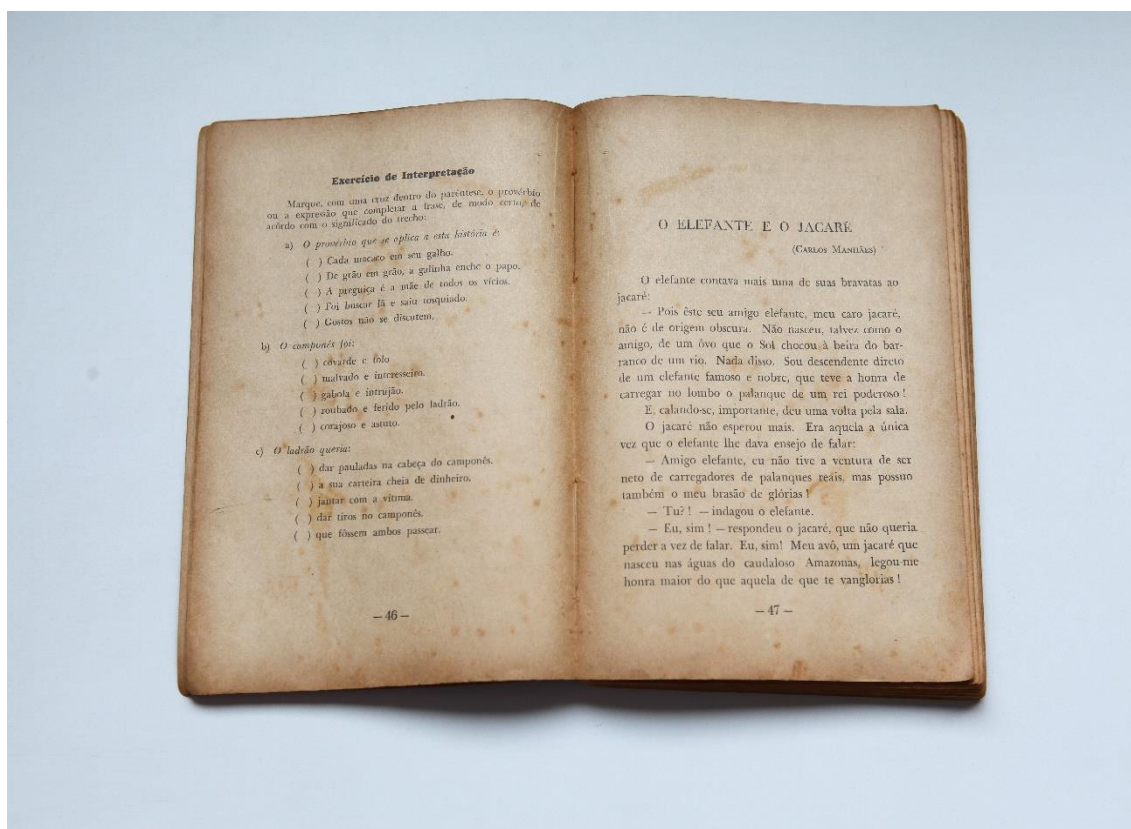 Exercício de Interpretação
Marque, com uma cruz dentro do parêntese, o provérbio
ou a expressão que completar a frase, de modo certo, de
acôrdo com o significado do trecho:
a) O provérbio que se aplica a esta história é:
( ) Cada macaco em seu galho.
( ) De grão em grão, a galinha enche o papo.
( ) A preguiça é a mãe de todos os vícios.
( ) Foi buscar lã e saiu tosquiado.
( ) Gostos não se discutem.
b) O camponês foi:
( ) covarde e tolo
( ) malvado e interesseiro.
( ) gabola e intrujão.
( ) roubado e ferido pelo ladrão.
( ) corajoso e astuto.
c) O ladrão queria:
( ) dar pauladas na cabeça do camponês.
( ) a sua carteira cheia de dinheiro.
( ) jantar com a vítima.
( ) dar tiros no camponês.
( ) que fôssem ambos passear.
— 46 —
O ELEFANTE E O JACARÉ
(CARLOS MANHÃES)
O elefante contava mais uma de suas bravatas ao
jacaré:
— Pois êste seu amigo elefante, meu caro jacaré,
não é de origem obscura. Não nasceu, talvez como o
amigo, de um ôvo que o Sol chocou à beira do bar-
ranco de um rio. Nada disso. Sou descendente direto
de um elefante famoso e nobre, que teve a honra de
carregar no lombo o palanque de um rei poderoso!
E, calando-se, importante, deu uma volta pela sala.
O jacaré não esperou mais. Era aquela a única
vez que o elefante lhe dava ensejo de falar:
— Amigo elefante, eu não tive a ventura de ser
neto de carregadores de palanques reais, mas possuo
também o meu brasão de glórias!
— Tu?! — indagou o elefante.
— Eu, sim! — respondeu o jacaré, que não queria
perder a vez de falar. Eu, sim! Meu avô, um jacaré que
nasceu nas águas do caudaloso Amazonas, legou-me
honra maior do que aquela de que te vanglorias!
— 47 —